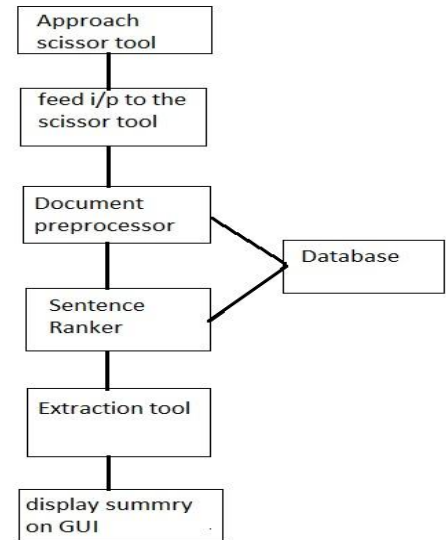 Approach
scissor tool
feed i/p to the
scissor tool
Document
preprocessor
Database
Sentence
Ranker
Extraction tool
display summry
on GUI